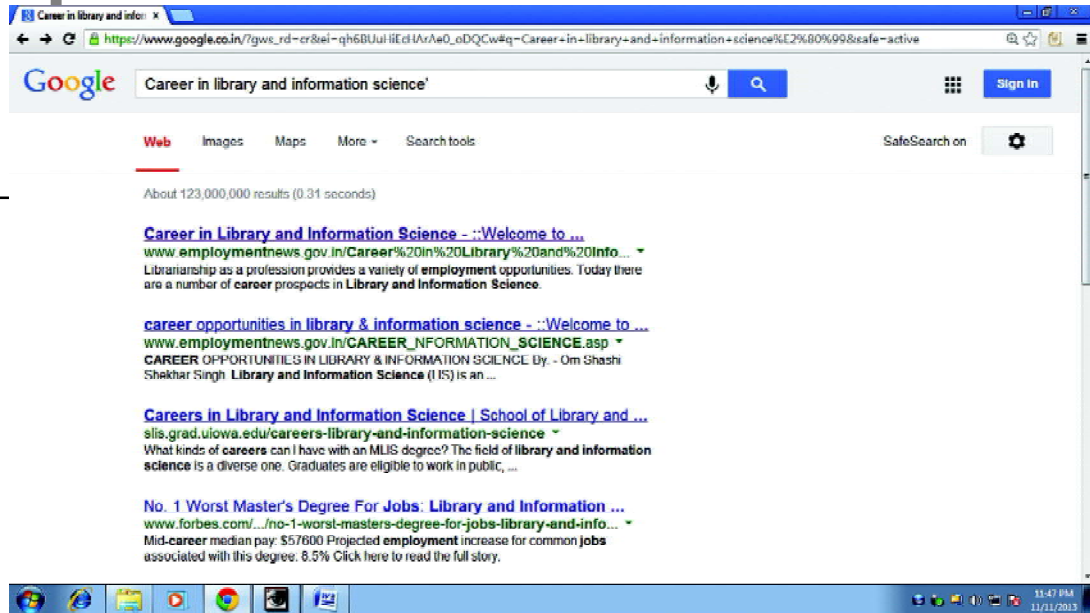 Career in library and infor
https://www.google.co.in/?gws_rd=cr&ei=qh6BUuHiEcHArAe0_oDQCw#q=Career+in+library+and+information+science%E2%80%99&safe=active
Google Career in library and information science' Sign in
Web Images Maps More Search tools SafeSearch on
About 123,000,000 results (0.31 seconds)
Career in Library and Information Science - ::Welcome to ...
www.employmentnews.gov.in/Career%20in%20Library%20and%20Info...
Librarianship as a profession provides a variety of employment opportunities. Today there
are a number of career prospects in Library and Information Science.
career opportunities in library & information science - ::Welcome to ...
www.employmentnews.gov.in/CAREER_NFORMATION_SCIENCE.asp
CAREER OPPORTUNITIES IN LIBRARY & INFORMATION SCIENCE By. - Om Shashi
Shekhar Singh. Library and Information Science (LIS) is an ...
Careers in Library and Information Science | School of Library and ...
slis.grad.uiowa.edu/careers-library-and-information-science
What kinds of careers can I have with an MLIS degree? The field of library and information
science is a diverse one. Graduates are eligible to work in public, ...
No. 1 Worst Master's Degree For Jobs: Library and Information ...
www.forbes.com/.../no-1-worst-masters-degree-for-jobs-library-and-info...
Mid-career median pay: $57600 Projected employment increase for common jobs
associated with this degree: 8.5% Click here to read the full story.
11:47 PM
11/11/2013